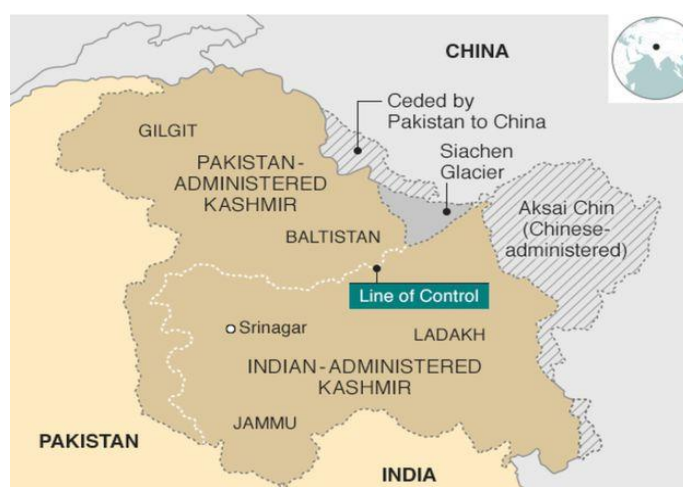 CHINA
Ceded by
Pakistan to China
GILGIT
Siachen
Glacier
PAKISTAN-
ADMINISTERED
KASHMIR
Aksai Chin
(Chinese-
administered)
BALTISTAN
Line of Control
Srinagar
LADAKH
INDIAN-ADMINISTERED
KASHMIR
JAMMU
PAKISTAN
INDIA